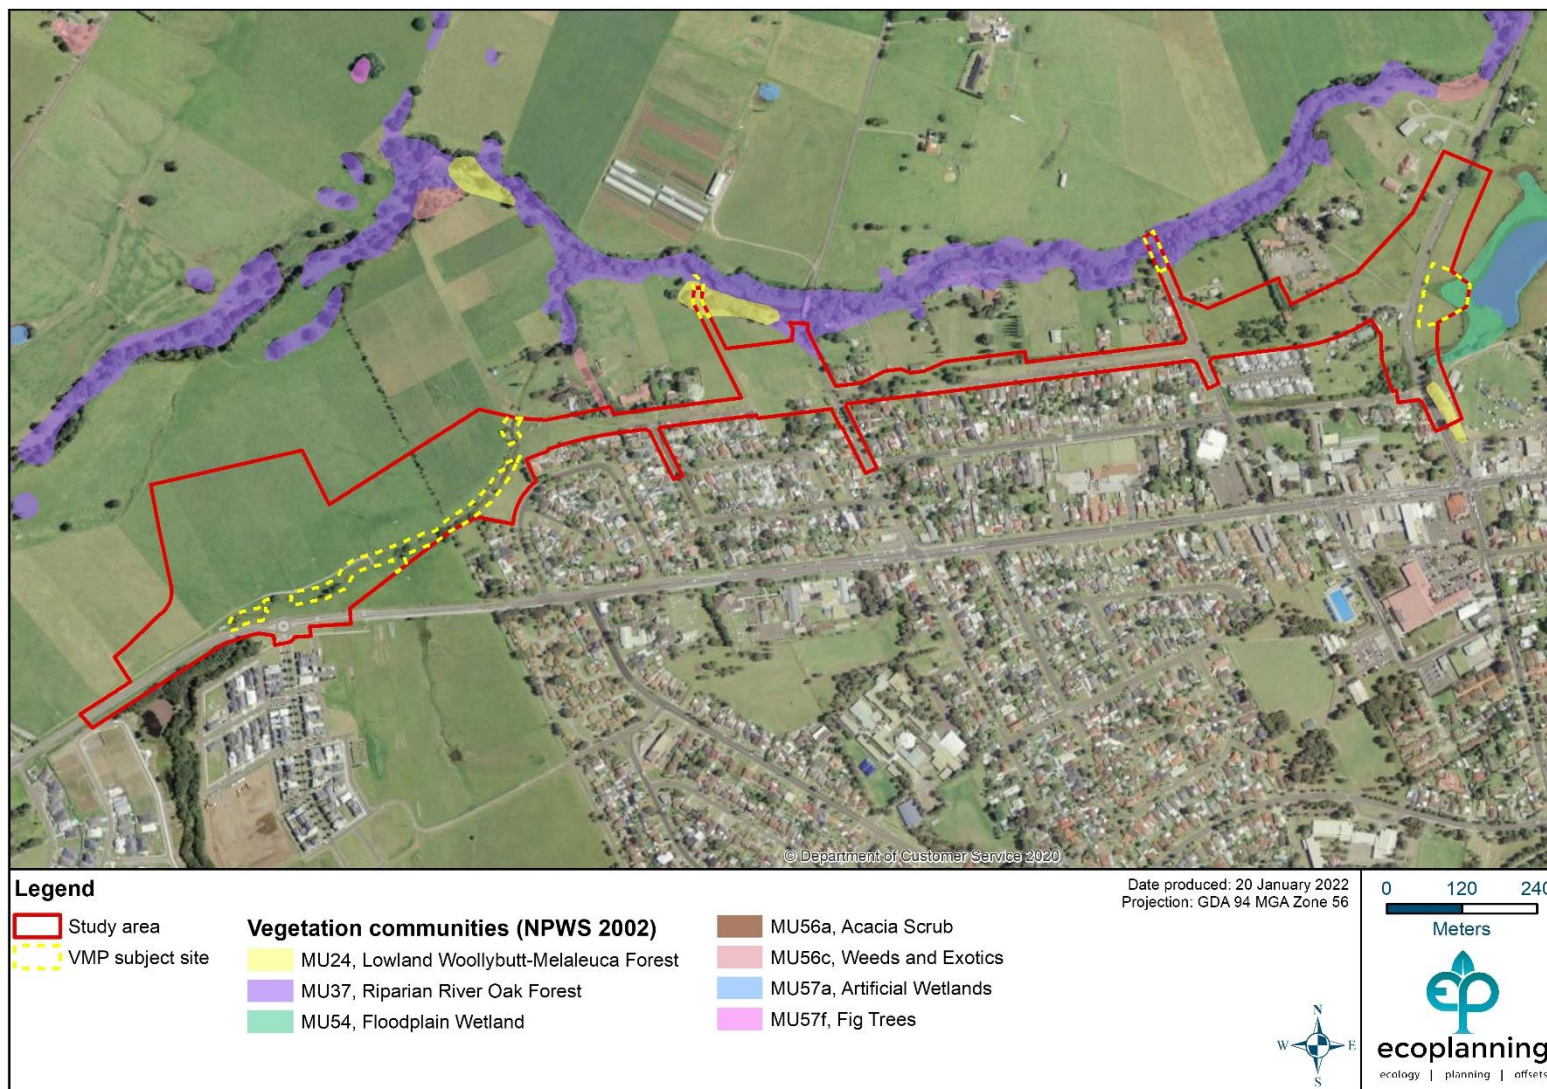 © Department of Customer Service 2020
Legend
Study area
VMP subject site
Vegetation communities (NPWS 2002)
MU24, Lowland Woollybutt-Melaleuca Forest
MU37, Riparian River Oak Forest
MU54, Floodplain Wetland
MU56a, Acacia Scrub
MU56c, Weeds and Exotics
MU57a, Artificial Wetlands
MU57f, Fig Trees
Date produced: 20 January 2022
Projection: GDA 94 MGA Zone 56
N
W E
S
0 120 240
Meters
ep
ecoplanning
ecology | planning | offsets